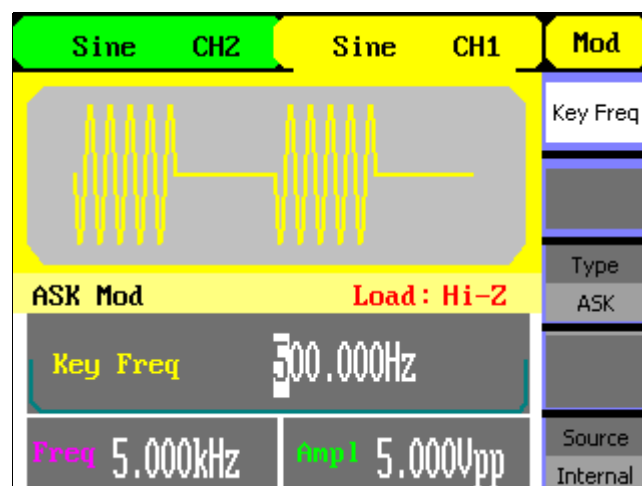 Sine CH2 Sine CH1 Mod
Key Freq
Type
ASK Mod Load: Hi-Z
ASK
Key Freq 500.000Hz
Source
Freq 5.000kHz Ampl 5.000Vpp
Internal